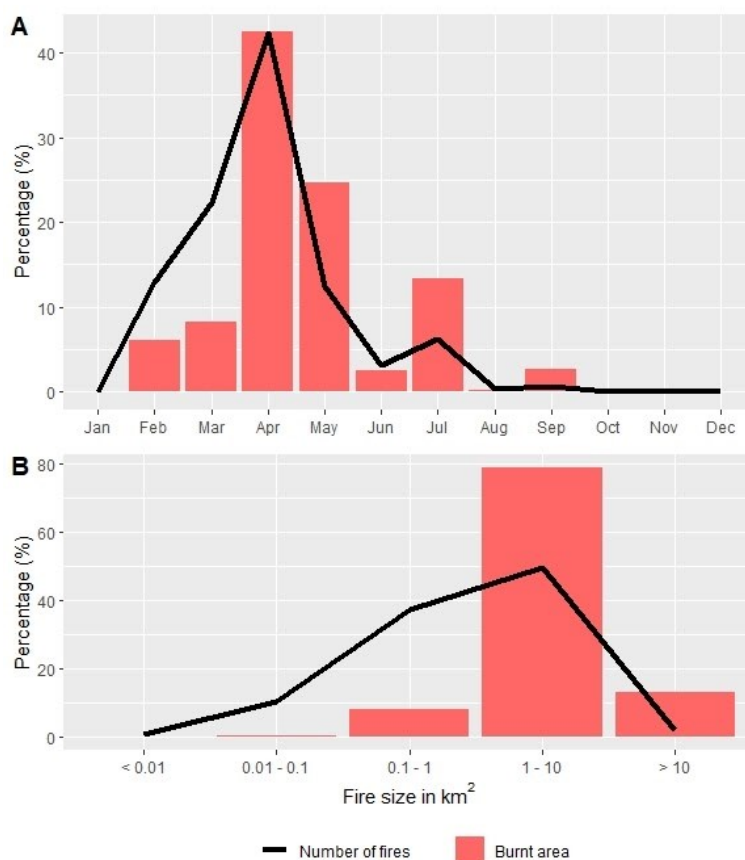 A
Percentage (%)
40
30
20
10
0
Jan Feb Mar Apr May Jun Jul Aug Sep Oct Nov Dec
B
Percentage (%)
80
60
40
20
0
< 0.01 0.01 - 0.1 0.1 - 1 1 - 10 > 10
Fire size in km²
Number of fires Burnt area